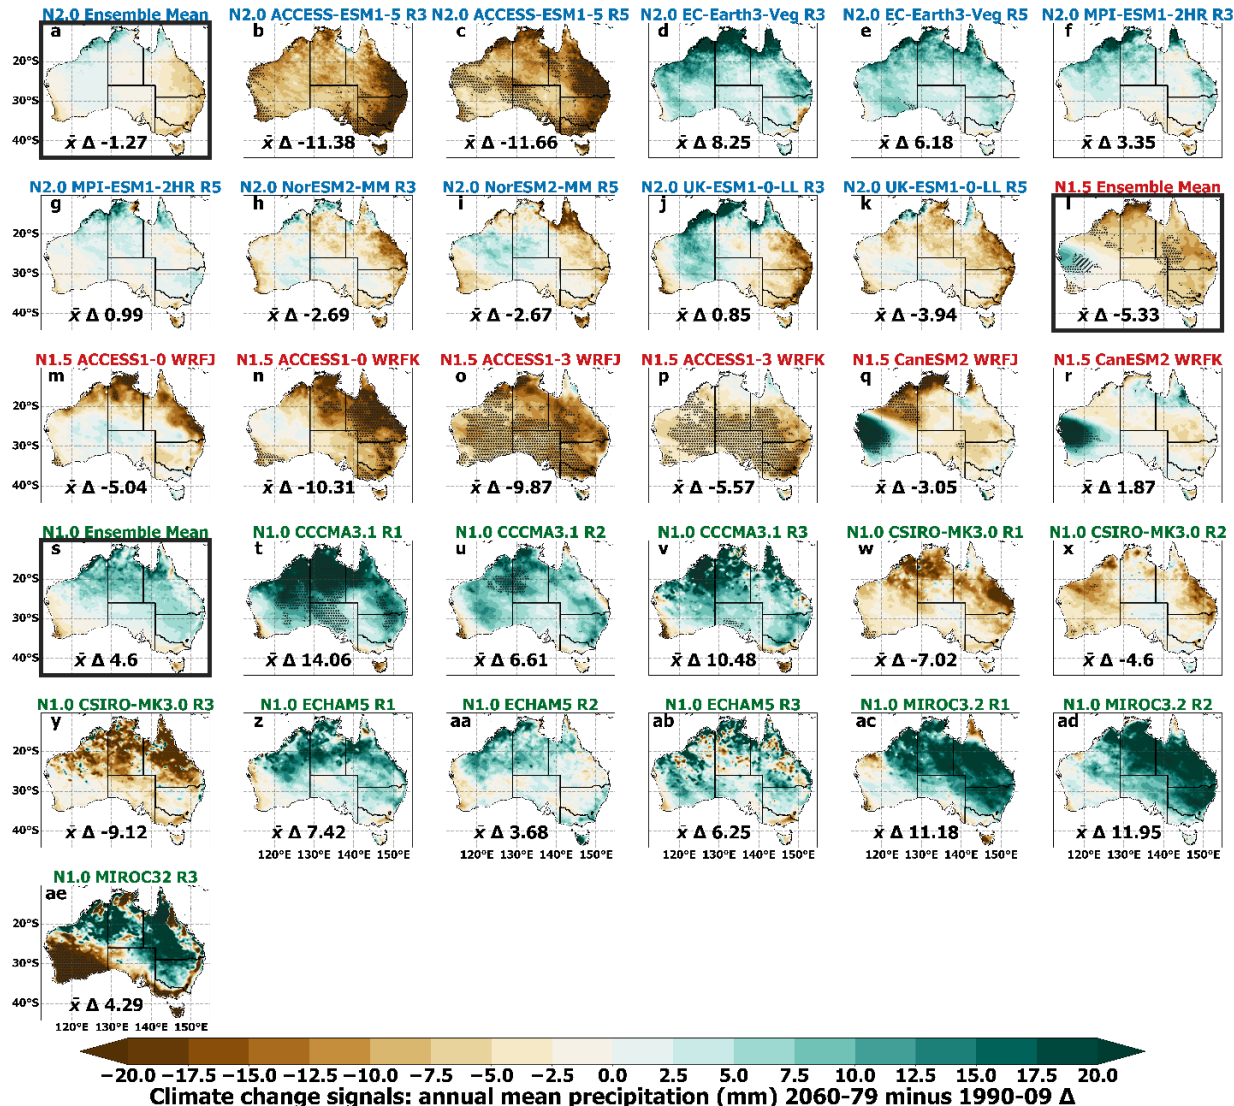 N2.0 Ensemble Mean N2.0 ACCESS-ESM1-5 R3 N2.0 ACCESS-ESM1-5 R5 N2.0 EC-Earth3-Veg R3 N2.0 EC-Earth3-Veg R5 N2.0 MPI-ESM1-2HR R3
a b c d e f
20°S
30°S
40°S
x̄ Δ -1.27 x̄ Δ -11.38 x̄ Δ -11.66 x̄ Δ 8.25 x̄ Δ 6.18 x̄ Δ 3.35
N2.0 MPI-ESM1-2HR R5 N2.0 NorESM2-MM R3 N2.0 NorESM2-MM R5 N2.0 UK-ESM1-0-LL R3 N2.0 UK-ESM1-0-LL R5 N1.5 Ensemble Mean
g h i j k l
20°S
30°S
40°S
x̄ Δ 0.99 x̄ Δ -2.69 x̄ Δ -2.67 x̄ Δ 0.85 x̄ Δ -3.94 x̄ Δ -5.33
N1.5 ACCESS1-0 WRFJ N1.5 ACCESS1-0 WRFK N1.5 ACCESS1-3 WRFJ N1.5 ACCESS1-3 WRFK N1.5 CanESM2 WRFJ N1.5 CanESM2 WRFK
m n o p q r
20°S
30°S
40°S
x̄ Δ -5.04 x̄ Δ -10.31 x̄ Δ -9.87 x̄ Δ -5.57 x̄ Δ -3.05 x̄ Δ 1.87
N1.0 Ensemble Mean N1.0 CCCMA3.1 R1 N1.0 CCCMA3.1 R2 N1.0 CCCMA3.1 R3 N1.0 CSIRO-MK3.0 R1 N1.0 CSIRO-MK3.0 R2
s t u v w x
20°S
30°S
40°S
x̄ Δ 4.6 x̄ Δ 14.06 x̄ Δ 6.61 x̄ Δ 10.48 x̄ Δ -7.02 x̄ Δ -4.6
N1.0 CSIRO-MK3.0 R3 N1.0 ECHAM5 R1 N1.0 ECHAM5 R2 N1.0 ECHAM5 R3 N1.0 MIROC3.2 R1 N1.0 MIROC3.2 R2
y z aa ab ac ad
20°S
30°S
40°S
x̄ Δ -9.12 x̄ Δ 7.42 x̄ Δ 3.68 x̄ Δ 6.25 x̄ Δ 11.18 x̄ Δ 11.95
120°E 130°E 140°E 150°E 120°E 130°E 140°E 150°E 120°E 130°E 140°E 150°E 120°E 130°E 140°E 150°E 120°E 130°E 140°E 150°E
N1.0 MIROC32 R3
ae
20°S
30°S
40°S
x̄ Δ 4.29
120°E 130°E 140°E 150°E
−20.0 −17.5 −15.0 −12.5 −10.0 −7.5 −5.0 −2.5 0.0 2.5 5.0 7.5 10.0 12.5 15.0 17.5 20.0
Climate change signals: annual mean precipitation (mm) 2060-79 minus 1990-09 Δ